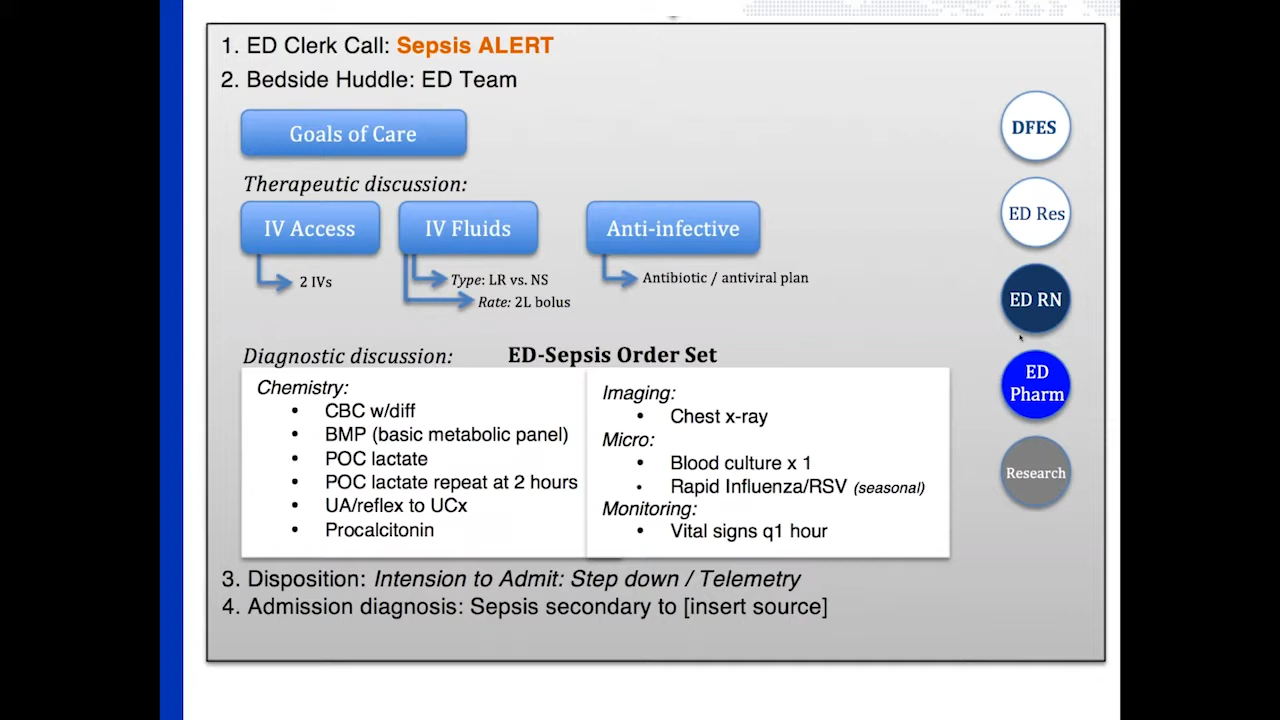 1. ED Clerk Call: Sepsis ALERT
2. Bedside Huddle: ED Team
Goals of Care
Therapeutic discussion:
IV Access
IV Fluids
Anti-infective
2 IVs
Type: LR vs. NS
Rate: 2L bolus
Antibiotic / antiviral plan
Diagnostic discussion:
ED-Sepsis Order Set
Chemistry:
• CBC w/diff
• BMP (basic metabolic panel)
• POC lactate
• POC lactate repeat at 2 hours
• UA/reflex to UCx
• Procalcitonin
Imaging:
• Chest x-ray
Micro:
• Blood culture x 1
• Rapid Influenza/RSV (seasonal)
Monitoring:
• Vital signs q1 hour
3. Disposition: Intension to Admit: Step down / Telemetry
4. Admission diagnosis: Sepsis secondary to [insert source]
DFES
ED Res
ED RN
ED
Pharm
Research